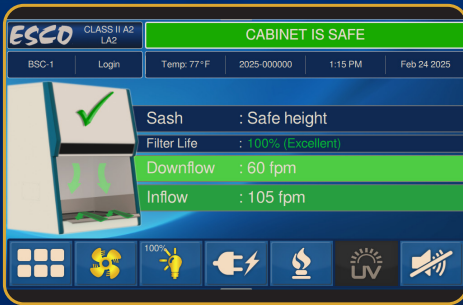 ESCO CLASS II A2 LA2 CABINET IS SAFE
BSC-1 Login Temp: 77°F 2025-000000 1:15 PM Feb 24 2025
Sash : Safe height
Filter Life : 100% (Excellent)
Downflow : 60 fpm
Inflow : 105 fpm
100%
UV